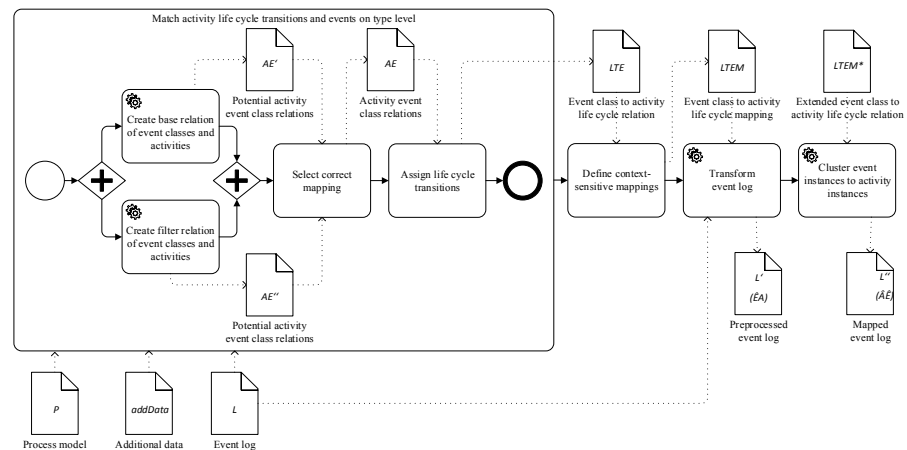 Match activity life cycle transitions and events on type level
AE‘
Potential activity
event class relations
AE
Activity event
class relations
LTE
Event class to activity
life cycle relation
LTEM
Event class to activity
life cycle mapping
LTEM*
Extended event class to
activity life cycle relation
Create base relation
of event classes and
activities
Select correct
mapping
Assign life cycle
transitions
Define context-
sensitive mappings
Transform
event log
Cluster event
instances to activity
instances
Create filter relation
of event classes and
activities
AE‘‘
Potential activity
event class relations
L‘
(ÊA)
Preprocessed
event log
L‘‘
(ÂÊ)
Mapped
event log
P
Process model
addData
Additional data
L
Event log